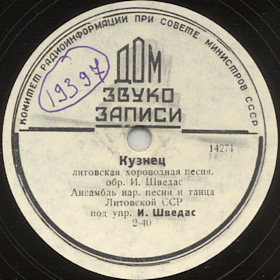 КОМИТЕТ РАДИОИНФОРМАЦИИ ПРИ СОВЕТЕ МИНИСТРОВ СССР
19397
ДОМ
ЗВУКО
ЗАПИСИ
14271
Кузнец
литовская хороводная песня.
обр. И. Шведас
Ансамбль нар. песни и танца
Литовской ССР
под упр. И. Шведас
2-40